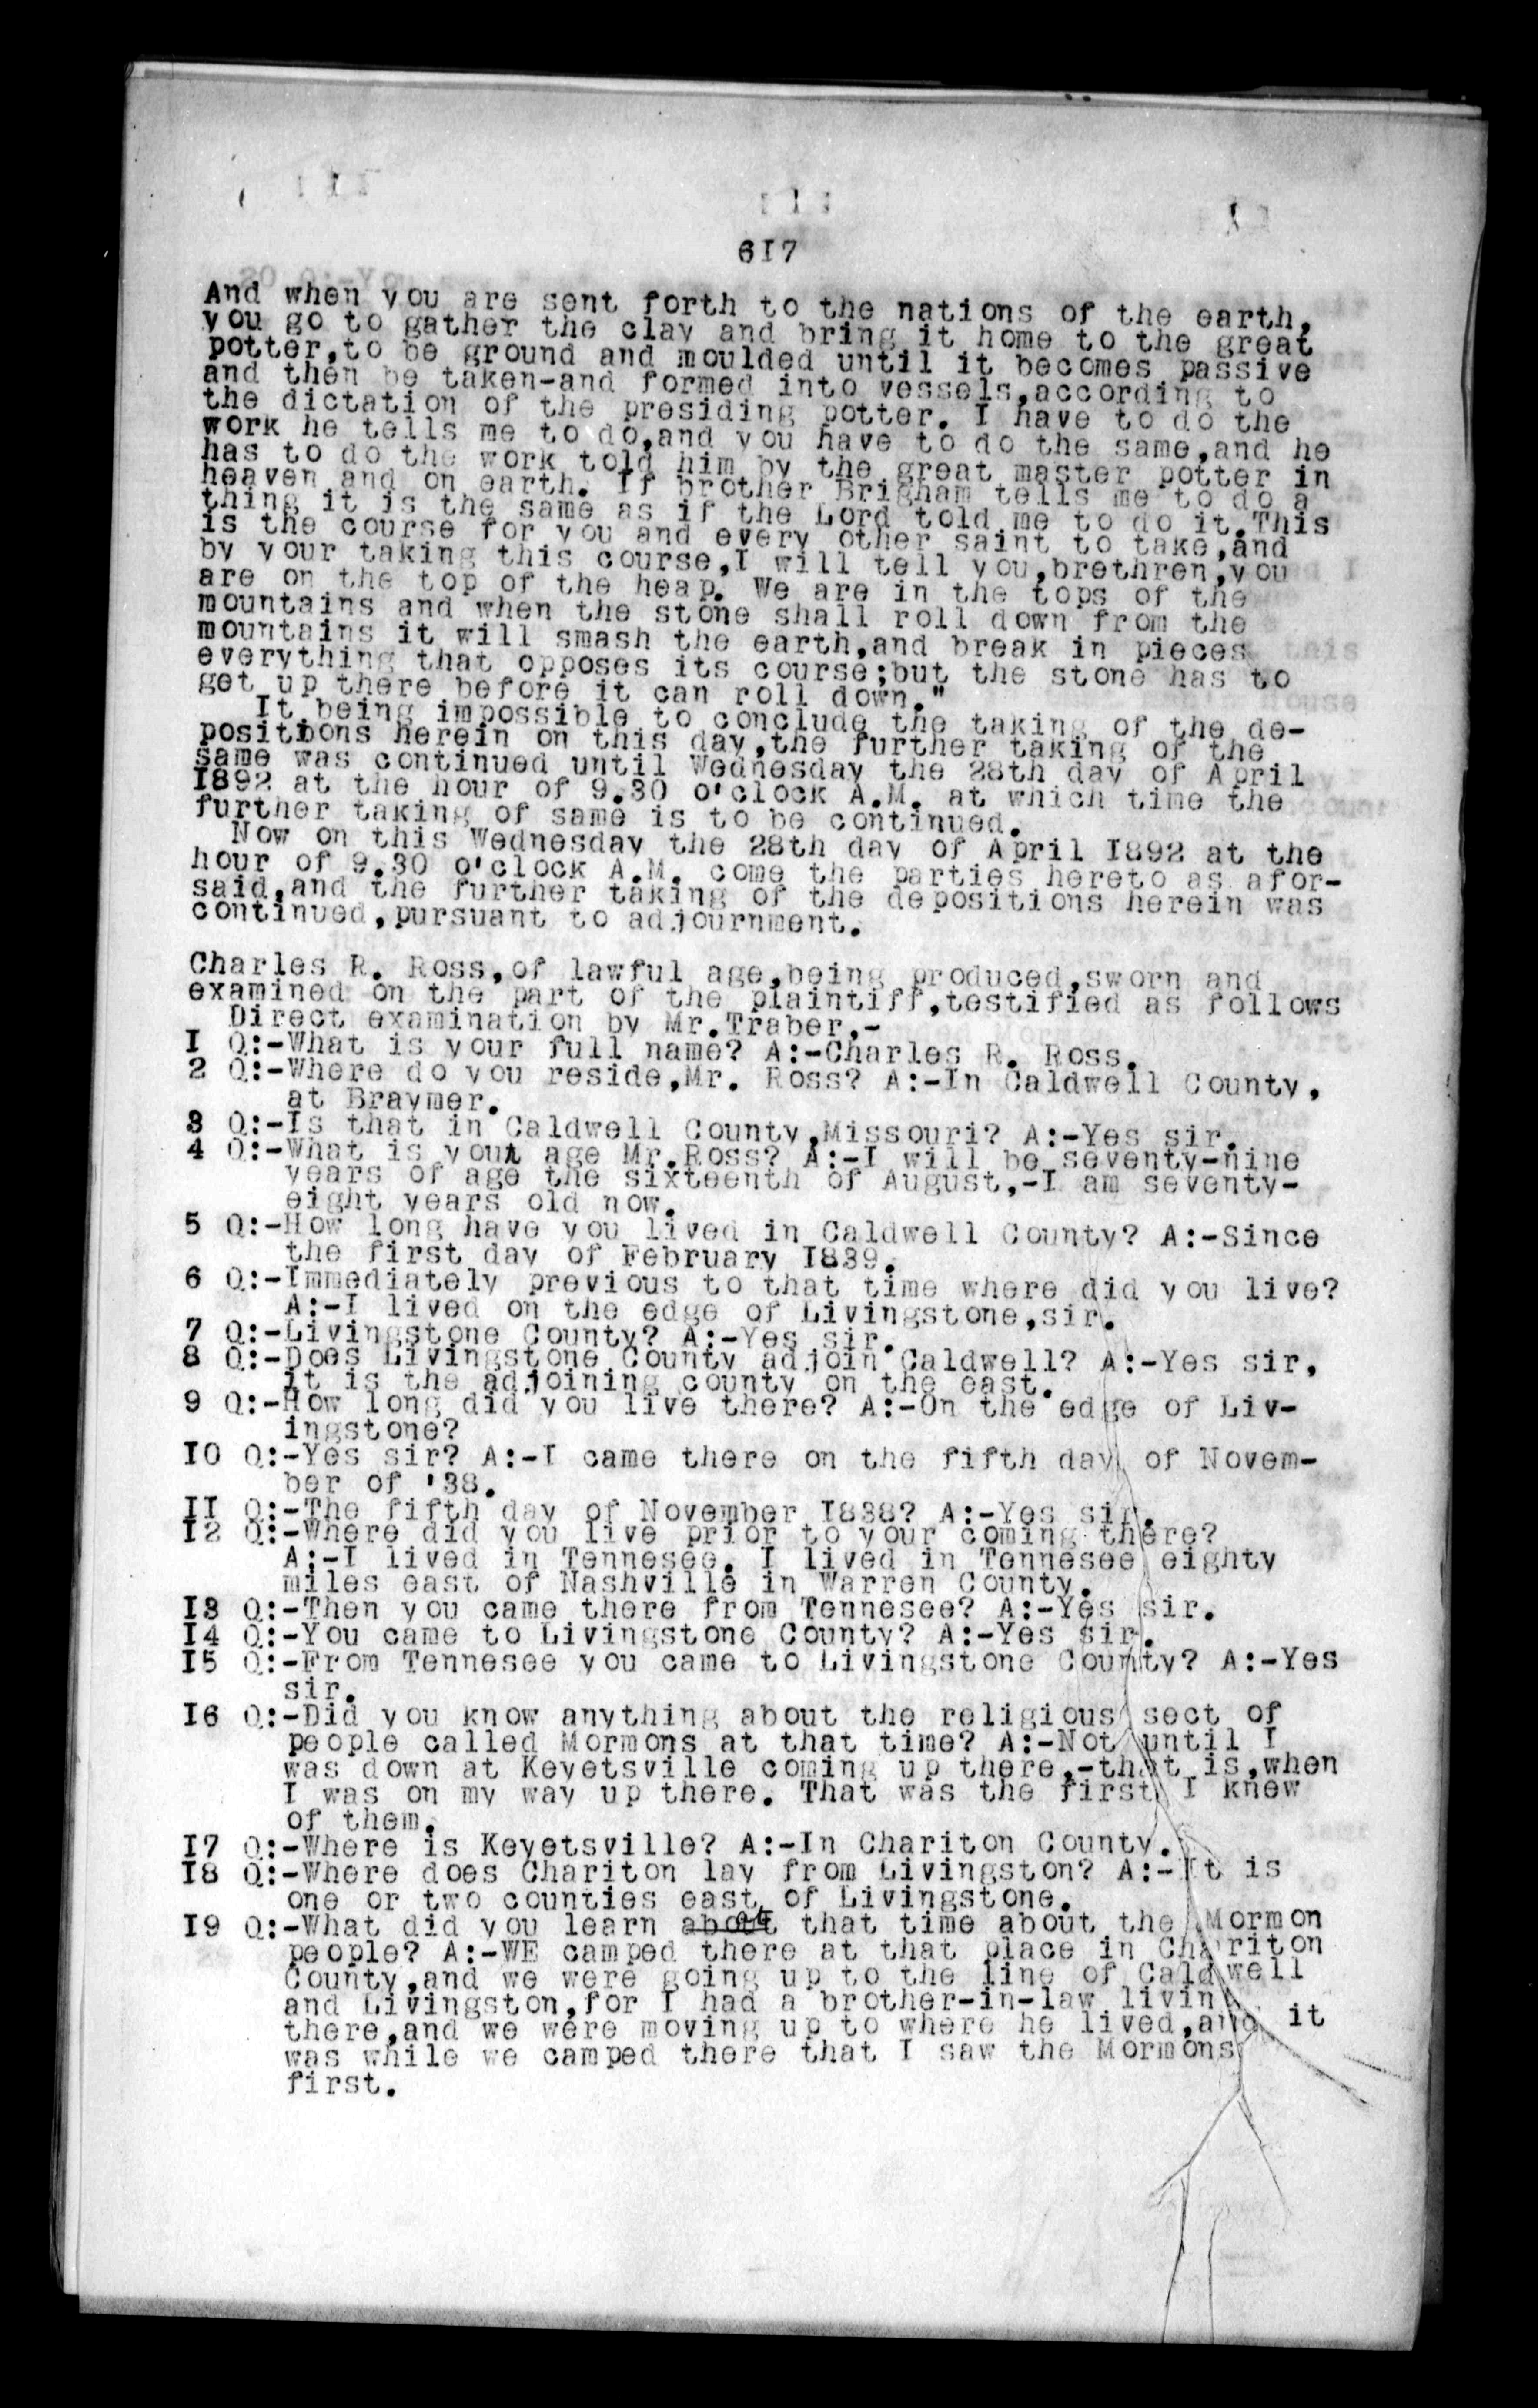 617
And when you are sent forth to the nations of the earth,
you go to gather the clay and bring it home to the great
potter,to be ground and moulded until it becomes passive
and then be taken-and formed into vessels,according to
the dictation of the presiding potter. I have to do the
work he tells me to do,and you have to do the same,and he
has to do the work told him by the great master potter in
heaven and on earth. If brother Brigham tells me to do a
thing it is the same as if the Lord told me to do it.This
is the course for you and every other saint to take,and
by your taking this course,I will tell you,brethren,you
are on the top of the heap. We are in the tops of the
mountains and when the stone shall roll down from the
mountains it will smash the earth,and break in pieces
everything that opposes its course;but the stone has to
get up there before it can roll down."
It being impossible to conclude the taking of the de-
positions herein on this day,the further taking of the
same was continued until Wednesday the 28th day of April
1892 at the hour of 9.30 o'clock A.M. at which time the
further taking of same is to be continued.
Now on this Wednesday the 28th day of April 1892 at the
hour of 9.30 o'clock A.M. come the parties hereto as afor-
said,and the further taking of the depositions herein was
continued,pursuant to adjournment.
Charles R. Ross,of lawful age,being produced,sworn and
examined on the part of the plaintiff,testified as follows
Direct examination by Mr.Traber,-
1 Q:-What is your full name? A:-Charles R. Ross.
2 Q:-Where do you reside,Mr. Ross? A:-In Caldwell County,
at Braymer.
3 Q:-Is that in Caldwell County,Missouri? A:-Yes sir.
4 Q:-What is your age Mr.Ross? A:-I will be seventy-nine
years of age the sixteenth of August,-I am seventy-
eight years old now.
5 Q:-How long have you lived in Caldwell County? A:-Since
the first day of February 1839.
6 Q:-Immediately previous to that time where did you live?
A:-I lived on the edge of Livingstone,sir.
7 Q:-Livingstone County? A:-Yes sir.
8 Q:-Does Livingstone County adjoin Caldwell? A:-Yes sir,
it is the adjoining county on the east.
9 Q:-How long did you live there? A:-On the edge of Liv-
ingstone?
10 Q:-Yes sir? A:-I came there on the fifth day of Novem-
ber of '38.
11 Q:-The fifth day of November 1838? A:-Yes sir.
12 Q:-Where did you live prior to your coming there?
A:-I lived in Tennesee. I lived in Tennesee eighty
miles east of Nashville in Warren County.
13 Q:-Then you came there from Tennesee? A:-Yes sir.
14 Q:-You came to Livingstone County? A:-Yes sir.
15 Q:-From Tennesee you came to Livingstone County? A:-Yes
sir.
16 Q:-Did you know anything about the religious sect of
people called Mormons at that time? A:-Not until I
was down at Keyetsville coming up there,-that is,when
I was on my way up there. That was the first I knew
of them.
17 Q:-Where is Keyetsville? A:-In Chariton County.
18 Q:-Where does Chariton lay from Livingston? A:-It is
one or two counties east of Livingstone.
19 Q:-What did you learn at that time about the Mormon
people? A:-WE camped there at that place in Chariton
County,and we were going up to the line of Caldwell
and Livingston,for I had a brother-in-law living
there,and we were moving up to where he lived,and it
was while we camped there that I saw the Mormons
first.